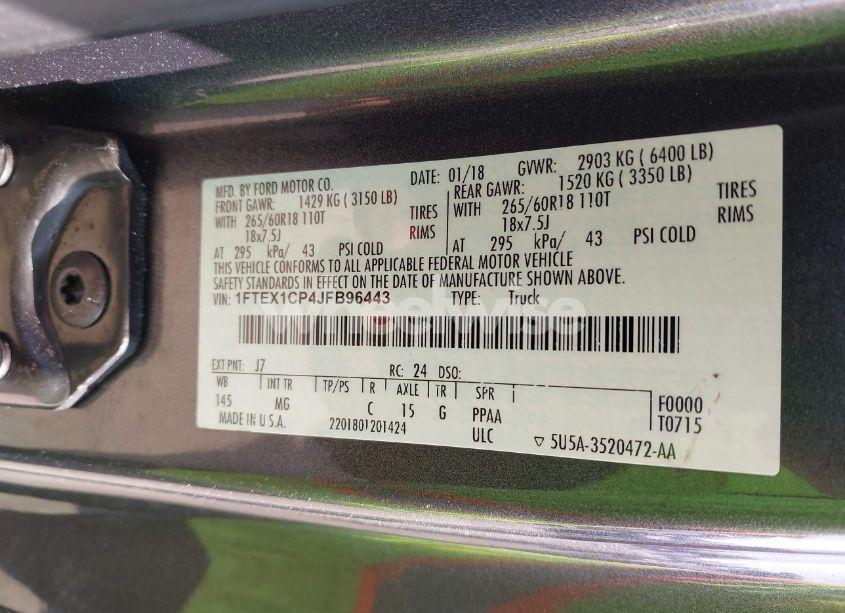 MFD. BY FORD MOTOR CO. DATE: 01/18 GVWR: 2903 KG ( 6400 LB)
FRONT GAWR: 1429 KG ( 3150 LB) REAR GAWR: 1520 KG ( 3350 LB)
WITH 265/60R18 110T TIRES WITH 265/60R18 110T TIRES
18x7.5J RIMS 18x7.5J RIMS
AT 295 kPa/ 43 PSI COLD AT 295 kPa/ 43 PSI COLD
THIS VEHICLE CONFORMS TO ALL APPLICABLE FEDERAL MOTOR VEHICLE
SAFETY STANDARDS IN EFFECT ON THE DATE OF MANUFACTURE SHOWN ABOVE.
VIN: 1FTEX1CP4JFB96443 TYPE: Truck
wheelwise
EXT PNT: J7 RC: 24 DSO:
WB INT TR TP/PS R AXLE TR SPR F0000
145 MG C 15 G PPAA T0715
MADE IN U.S.A. 2201801201424 ULC 5U5A-3520472-AA